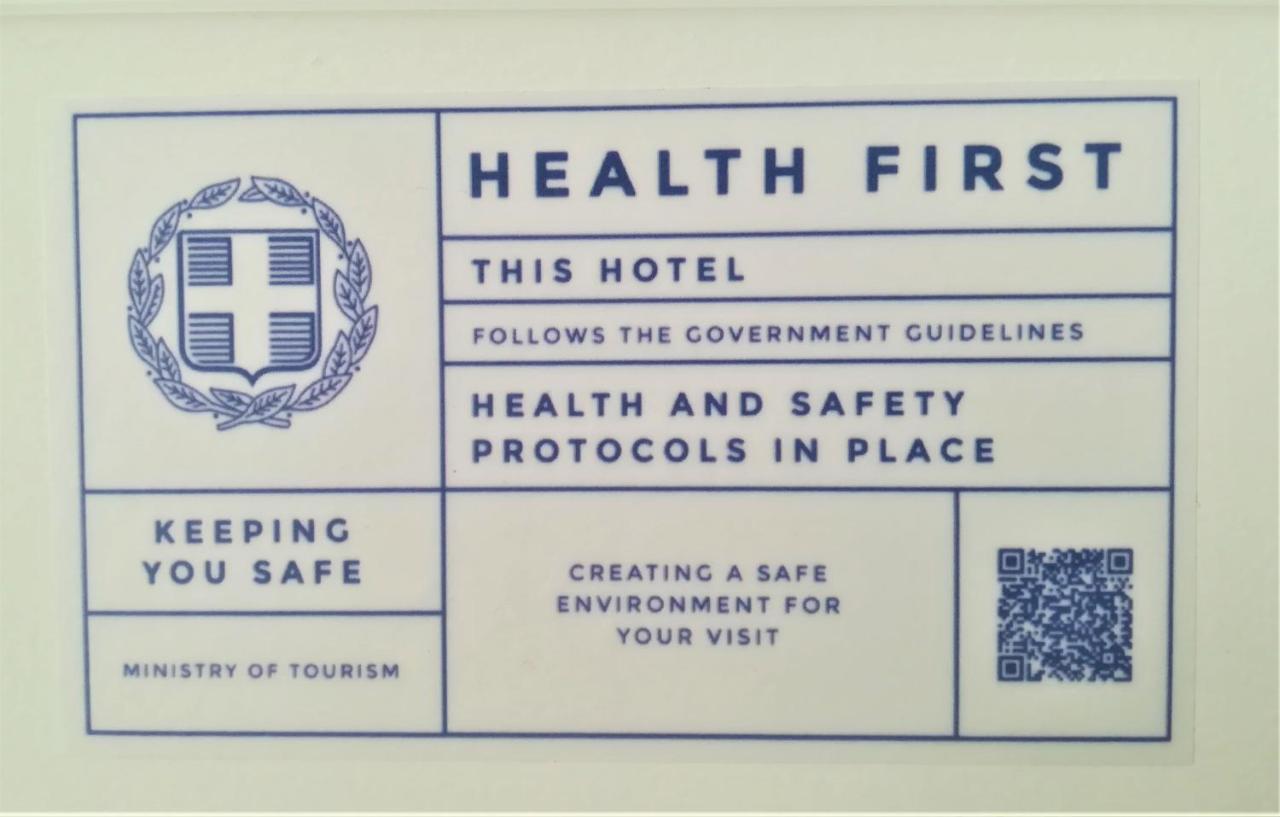 HEALTH FIRST
THIS HOTEL
FOLLOWS THE GOVERNMENT GUIDELINES
HEALTH AND SAFETY
PROTOCOLS IN PLACE
KEEPING
YOU SAFE
MINISTRY OF TOURISM
CREATING A SAFE
ENVIRONMENT FOR
YOUR VISIT